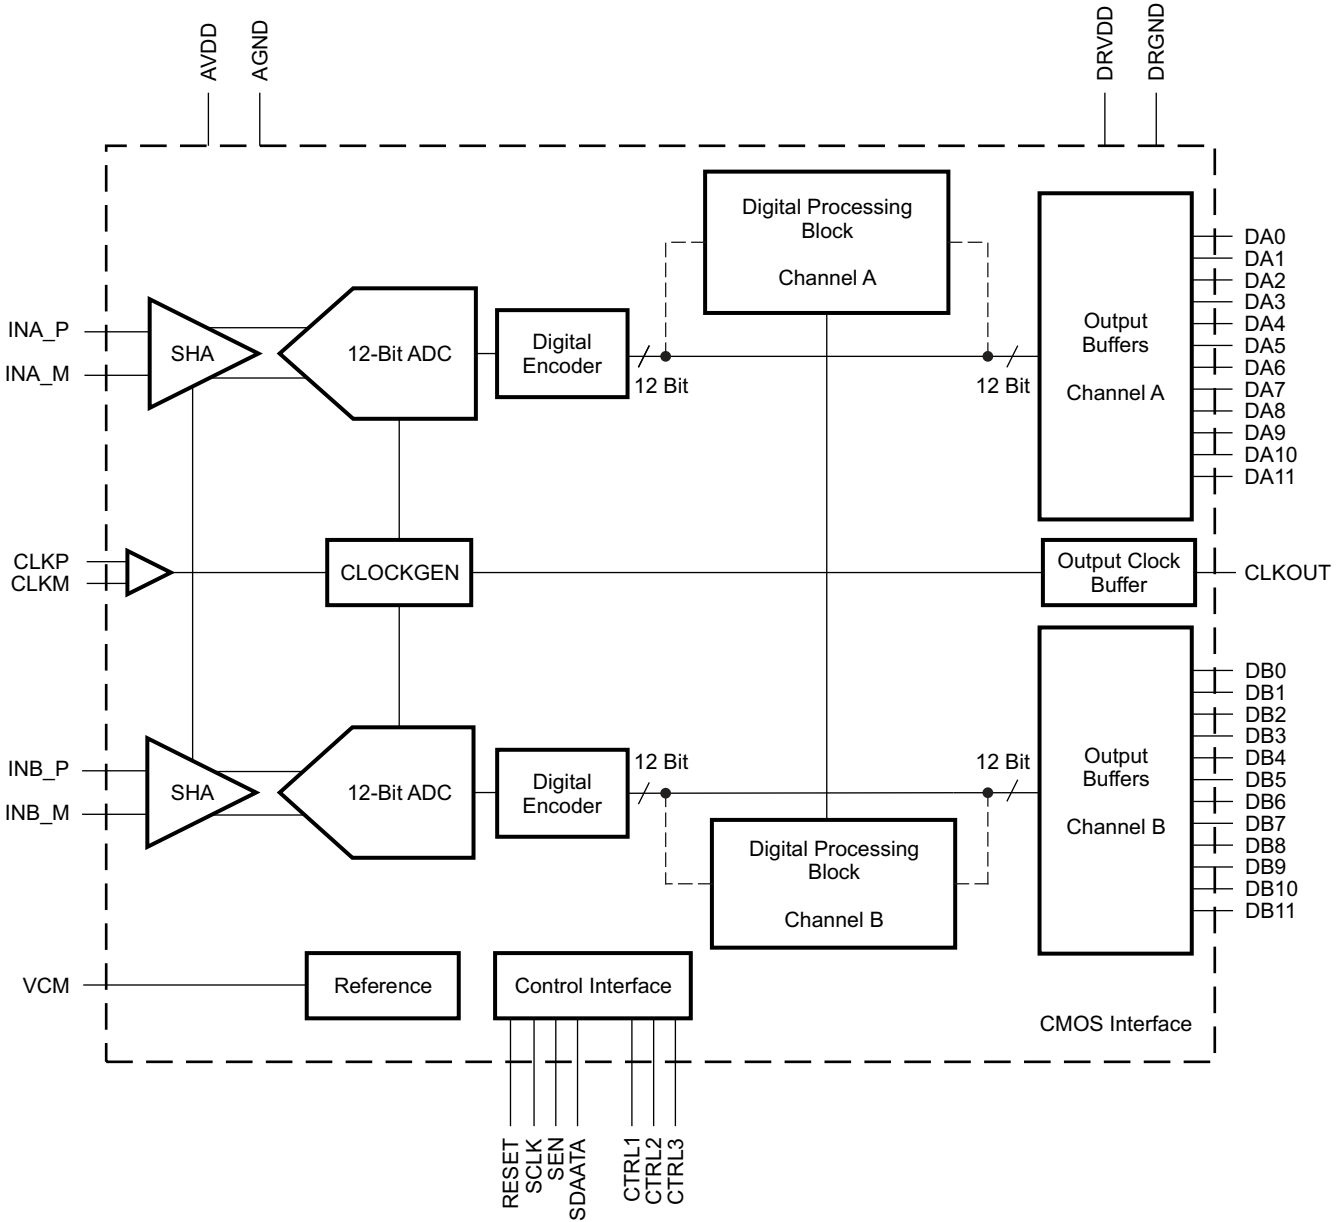 AVDD
AGND
DRVDD
DRGND
Digital Processing
Block
Channel A
INA_P
INA_M
SHA
12-Bit ADC
Digital
Encoder
12 Bit
12 Bit
Output
Buffers
Channel A
DA0
DA1
DA2
DA3
DA4
DA5
DA6
DA7
DA8
DA9
DA10
DA11
CLKP
CLKM
CLOCKGEN
Output Clock
Buffer
CLKOUT
INB_P
INB_M
SHA
12-Bit ADC
Digital
Encoder
12 Bit
12 Bit
Digital Processing
Block
Channel B
Output
Buffers
Channel B
DB0
DB1
DB2
DB3
DB4
DB5
DB6
DB7
DB8
DB9
DB10
DB11
VCM
Reference
Control Interface
CMOS Interface
RESET
SCLK
SEN
SDAATA
CTRL1
CTRL2
CTRL3